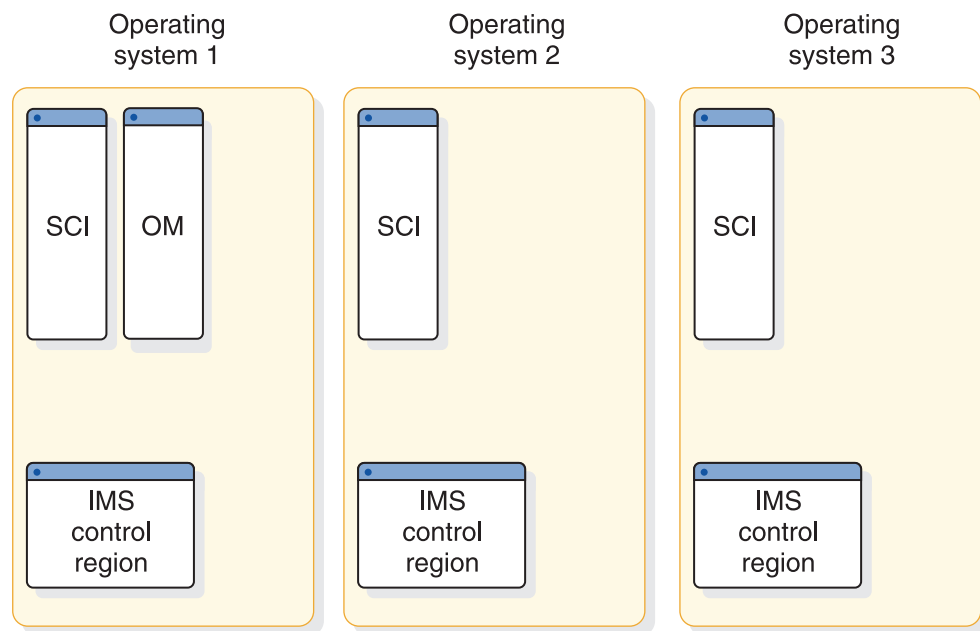 Operating
system 1
Operating
system 2
Operating
system 3
SCI
OM
SCI
SCI
IMS
control
region
IMS
control
region
IMS
control
region